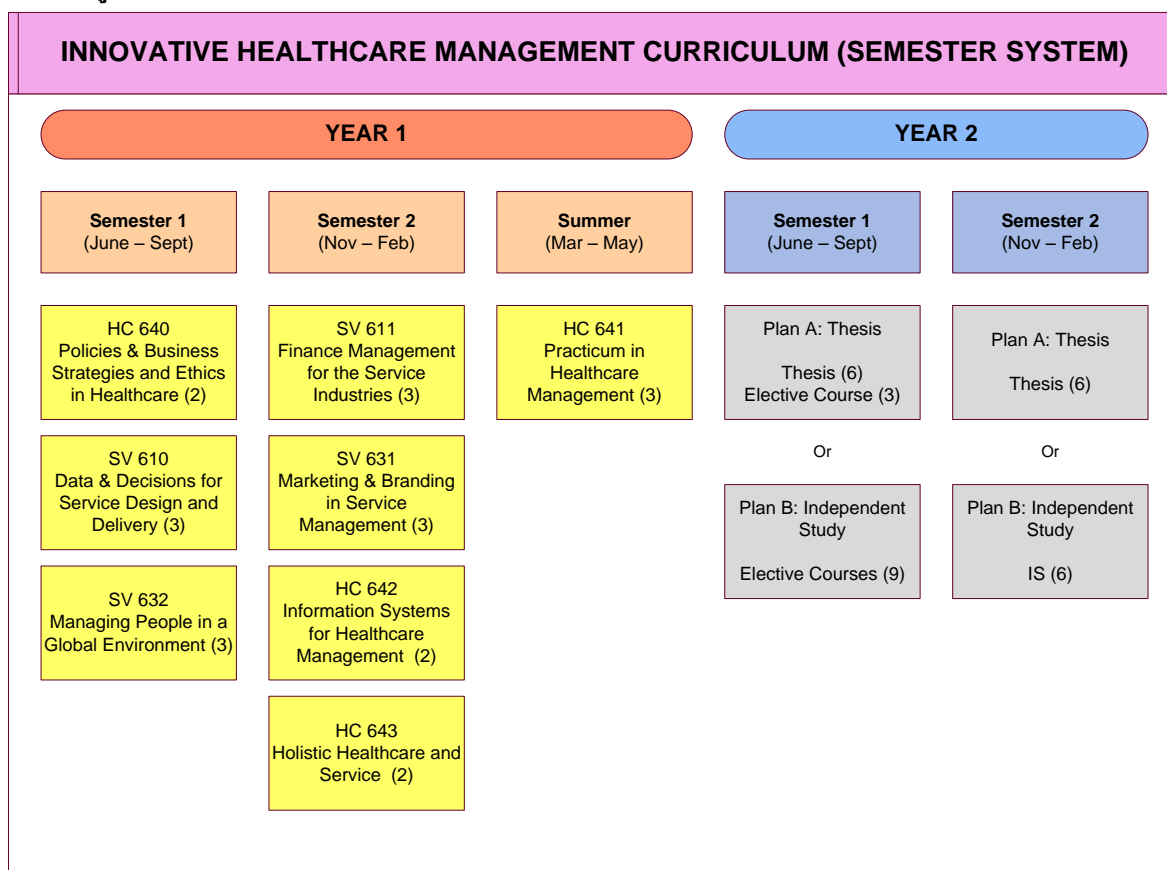 INNOVATIVE HEALTHCARE MANAGEMENT CURRICULUM (SEMESTER SYSTEM)
YEAR 1
YEAR 2
Semester 1
(June – Sept)
Semester 2
(Nov – Feb)
Summer
(Mar – May)
Semester 1
(June – Sept)
Semester 2
(Nov – Feb)
HC 640
Policies & Business
Strategies and Ethics
in Healthcare (2)
SV 611
Finance Management
for the Service
Industries (3)
HC 641
Practicum in
Healthcare
Management (3)
Plan A: Thesis
Thesis (6)
Elective Course (3)
Plan A: Thesis
Thesis (6)
SV 610
Data & Decisions for
Service Design and
Delivery (3)
SV 631
Marketing & Branding
in Service
Management (3)
Or
Or
Plan B: Independent
Study
Elective Courses (9)
Plan B: Independent
Study
IS (6)
SV 632
Managing People in a
Global Environment (3)
HC 642
Information Systems
for Healthcare
Management (2)
HC 643
Holistic Healthcare and
Service (2)